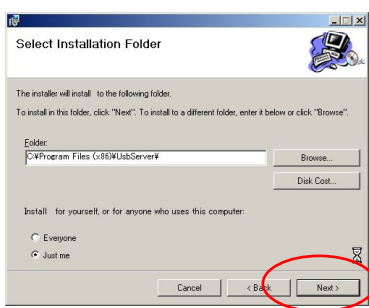 Select Installation Folder
The installer will install to the following folder.
To install in this folder, click "Next". To install to a different folder, enter it below or click "Browse".
Folder:
C:¥Program Files (x86)¥UsbServer¥
Browse...
Disk Cost...
Install for yourself, or for anyone who uses this computer:
Everyone
Just me
Cancel
< Back
Next >